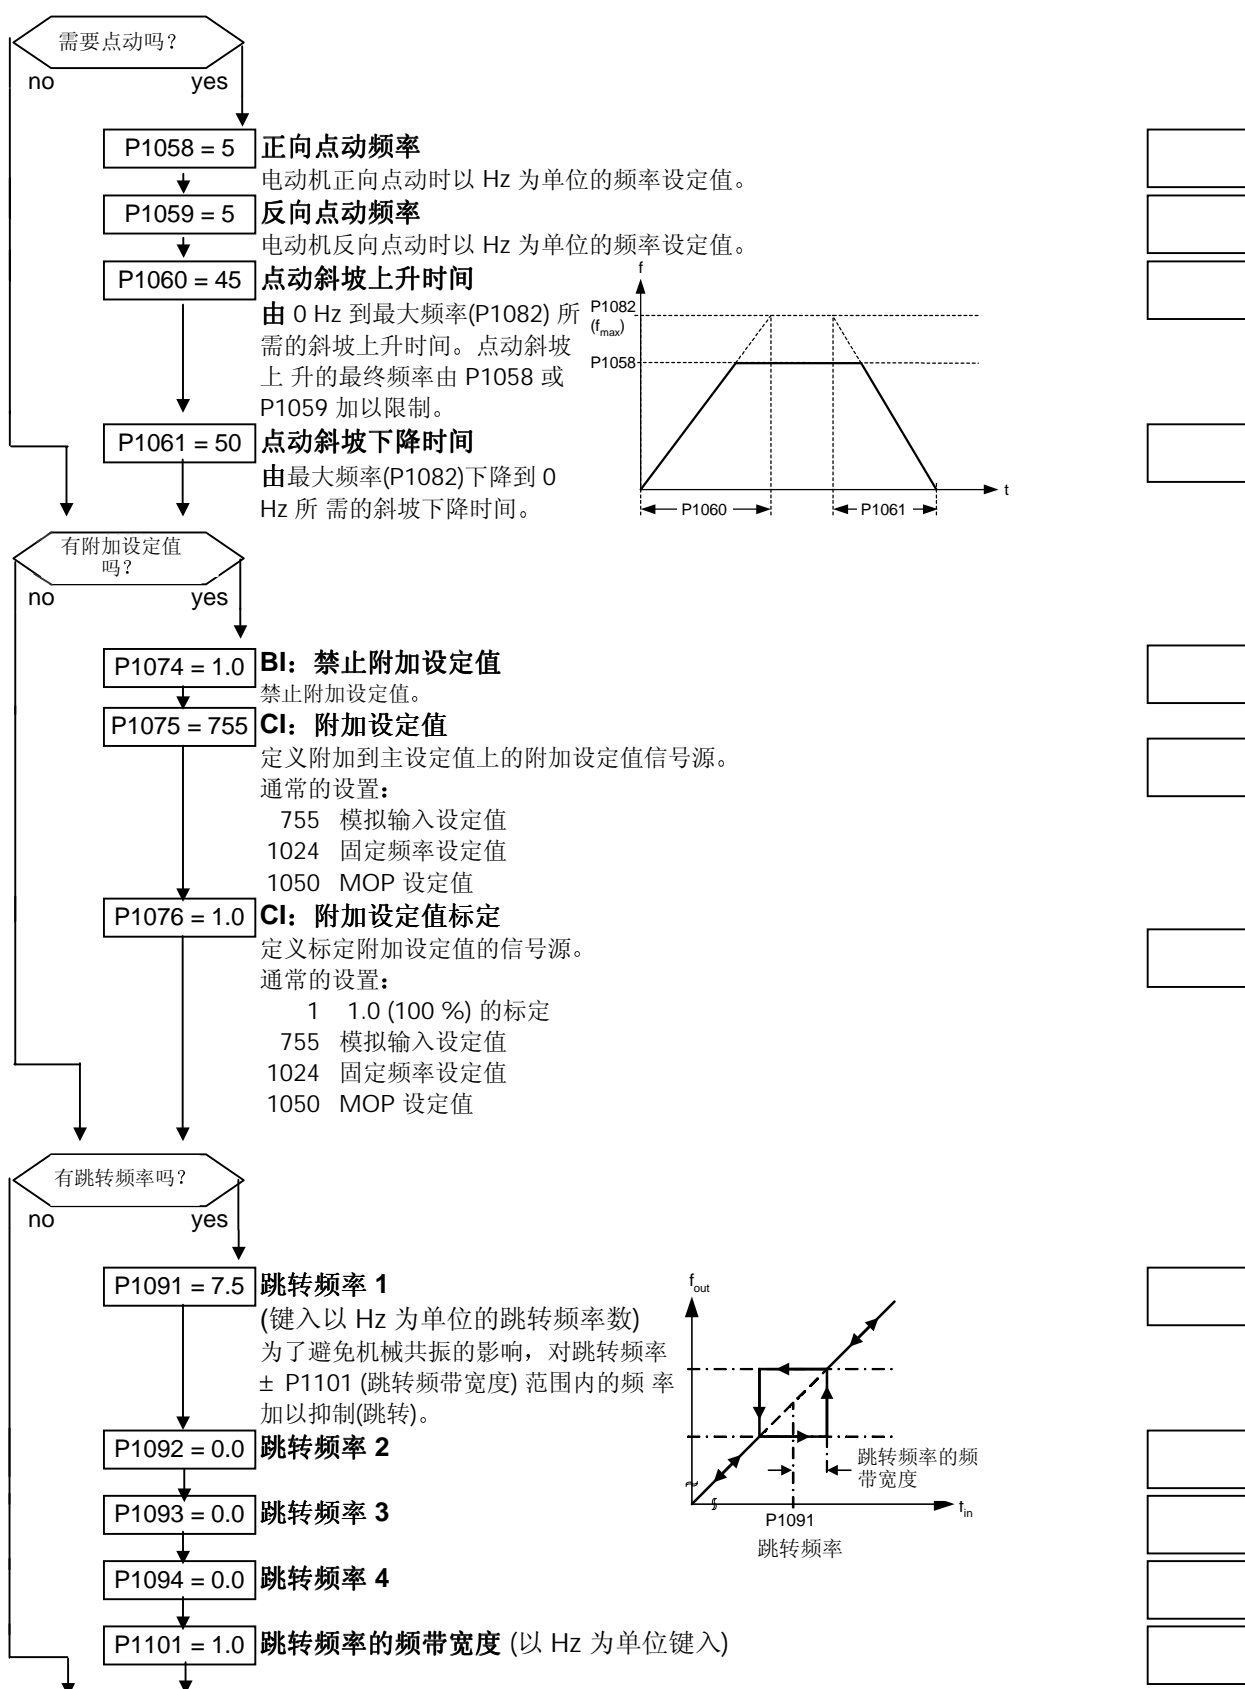 需要点动吗？
no yes
P1058 = 5 正向点动频率
电动机正向点动时以 Hz 为单位的频率设定值。
P1059 = 5 反向点动频率
电动机反向点动时以 Hz 为单位的频率设定值。
P1060 = 45 点动斜坡上升时间
由 0 Hz 到最大频率(P1082) 所
需的斜坡上升时间。点动斜坡
上 升的最终频率由 P1058 或
P1059 加以限制。
f
P1082
(fmax)
P1058
t
P1060
P1061
P1061 = 50 点动斜坡下降时间
由最大频率(P1082)下降到 0
Hz 所 需的斜坡下降时间。
有附加设定值
吗？
no yes
P1074 = 1.0 BI：禁止附加设定值
禁止附加设定值。
P1075 = 755 CI：附加设定值
定义附加到主设定值上的附加设定值信号源。
通常的设置：
755 模拟输入设定值
1024 固定频率设定值
1050 MOP 设定值
P1076 = 1.0 CI：附加设定值标定
定义标定附加设定值的信号源。
通常的设置：
1 1.0 (100 %) 的标定
755 模拟输入设定值
1024 固定频率设定值
1050 MOP 设定值
有跳转频率吗？
no yes
P1091 = 7.5 跳转频率 1
(键入以 Hz 为单位的跳转频率数)
为了避免机械共振的影响，对跳转频率
± P1101 (跳转频带宽度) 范围内的频 率
加以抑制(跳转)。
fout
跳转频率的频
带宽度
fin
P1091
跳转频率
P1092 = 0.0 跳转频率 2
P1093 = 0.0 跳转频率 3
P1094 = 0.0 跳转频率 4
P1101 = 1.0 跳转频率的频带宽度 (以 Hz 为单位键入)